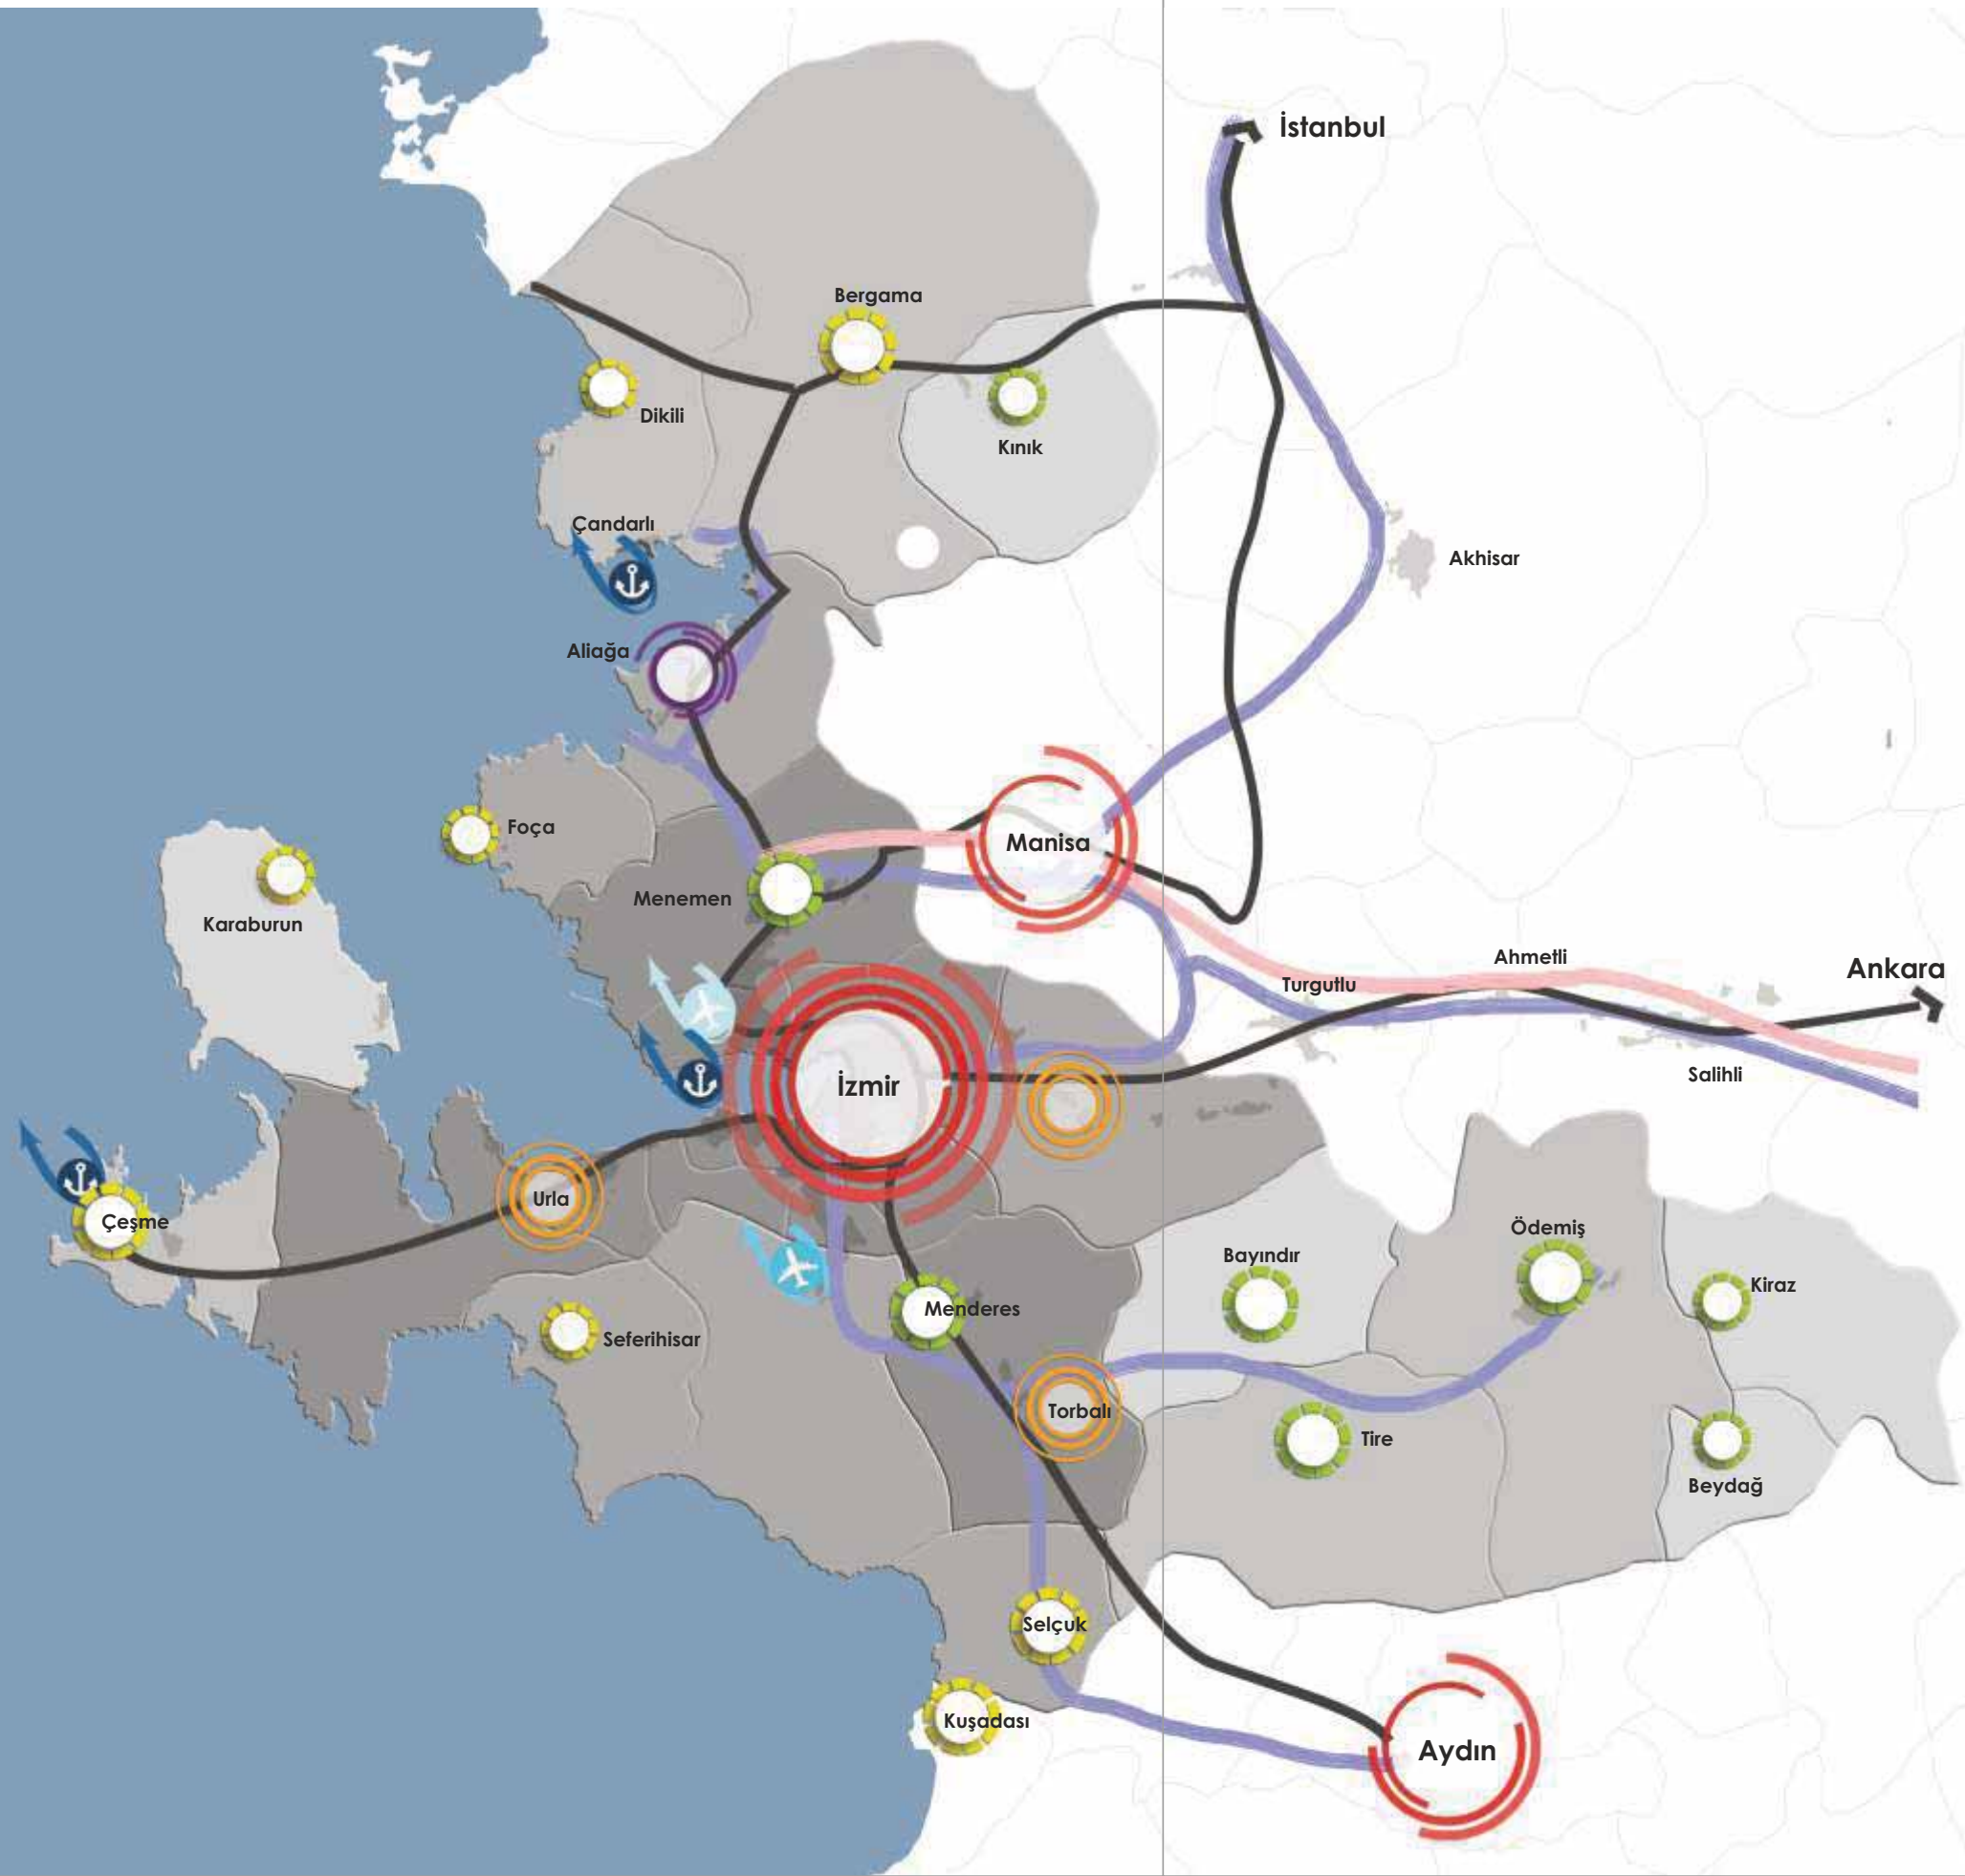 İstanbul
Bergama
Dikili
Kınık
Çandarlı
Akhisar
Aliağa
Foça
Manisa
Menemen
Karaburun
Ahmetli
Ankara
Turgutlu
Salihli
İzmir
Urla
Çeşme
Ödemiş
Bayındır
Kiraz
Menderes
Seferihisar
Torbalı
Tire
Beydağ
Selçuk
Kuşadası
Aydın